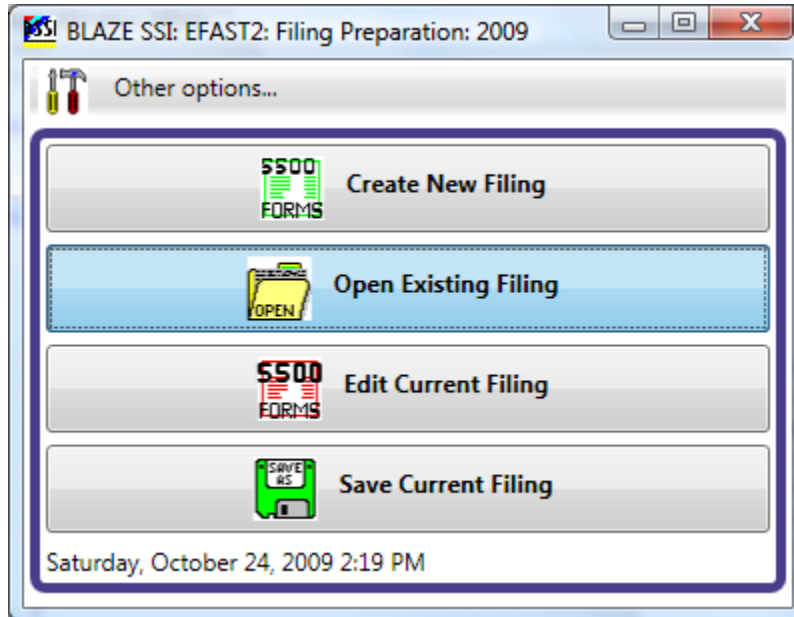 BSSI BLAZE SSI: EFAST2: Filing Preparation: 2009
Other options...
5500
FORMS
Create New Filing
OPEN
Open Existing Filing
5500
FORMS
Edit Current Filing
SAVE
AS
Save Current Filing
Saturday, October 24, 2009 2:19 PM